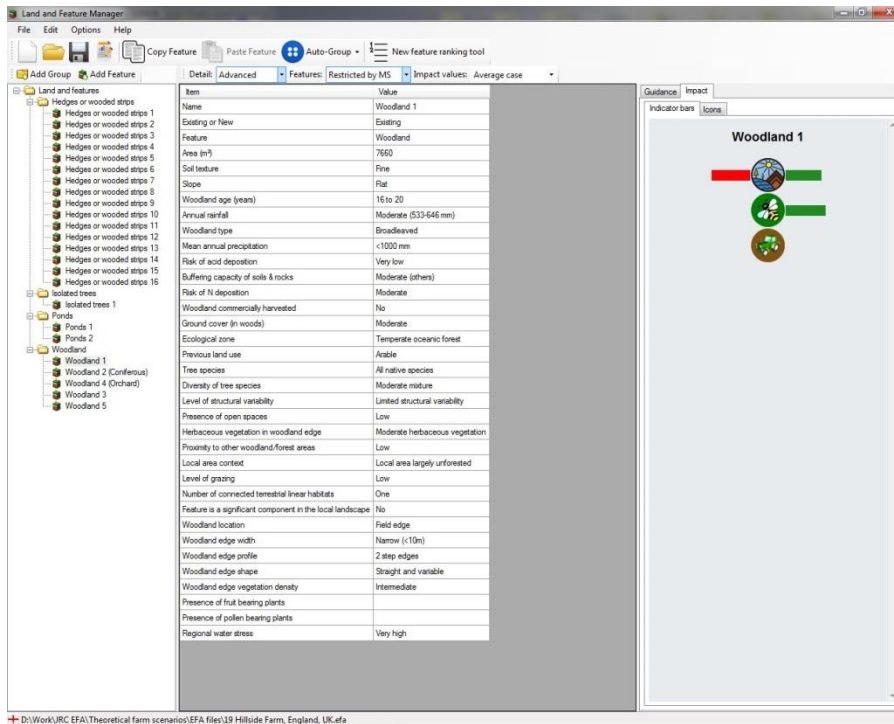 Land and Feature Manager
File Edit Options Help
Copy Feature Paste Feature Auto-Group New feature ranking tool
Add Group Add Feature Detail: Advanced Features: Restricted by MS Impact values: Average case
Land and features
Hedges or wooded strips
Hedges or wooded strips 1
Hedges or wooded strips 2
Hedges or wooded strips 3
Hedges or wooded strips 4
Hedges or wooded strips 5
Hedges or wooded strips 6
Hedges or wooded strips 7
Hedges or wooded strips 8
Hedges or wooded strips 9
Hedges or wooded strips 10
Hedges or wooded strips 11
Hedges or wooded strips 12
Hedges or wooded strips 13
Hedges or wooded strips 14
Hedges or wooded strips 15
Hedges or wooded strips 16
Isolated trees
Isolated trees 1
Ponds
Ponds 1
Ponds 2
Woodland
Woodland 1
Woodland 2 (Coniferous)
Woodland 4 (Orchard)
Woodland 3
Woodland 5
Item Value
Name Woodland 1
Existing or New Existing
Feature Woodland
Area (m²) 7660
Soil texture Fine
Slope Flat
Woodland age (years) 16 to 20
Annual rainfall Moderate (533-646 mm)
Woodland type Broadleaved
Mean annual precipitation <1000 mm
Risk of acid deposition Very low
Buffering capacity of soils & rocks Moderate (others)
Risk of N deposition Moderate
Woodland commercially harvested No
Ground cover (in woods) Moderate
Ecological zone Temperate oceanic forest
Previous land use Arable
Tree species All native species
Diversity of tree species Moderate mixture
Level of structural variability Limited structural variability
Presence of open spaces Low
Herbaceous vegetation in woodland edge Moderate herbaceous vegetation
Proximity to other woodland/forest areas Low
Local area context Local area largely unforested
Level of grazing Low
Number of connected terrestrial linear habitats One
Feature is a significant component in the local landscape No
Woodland location Field edge
Woodland edge width Narrow (<10m)
Woodland edge profile 2 step edges
Woodland edge shape Straight and variable
Woodland edge vegetation density Intermediate
Presence of fruit bearing plants
Presence of pollen bearing plants
Regional water stress Very high
Guidance Impact
Indicator bars Icons
Woodland 1
D:\Work\JRC EFA\Theoretical farm scenarios\EFA files\19 Hillside Farm, England, UK.efa